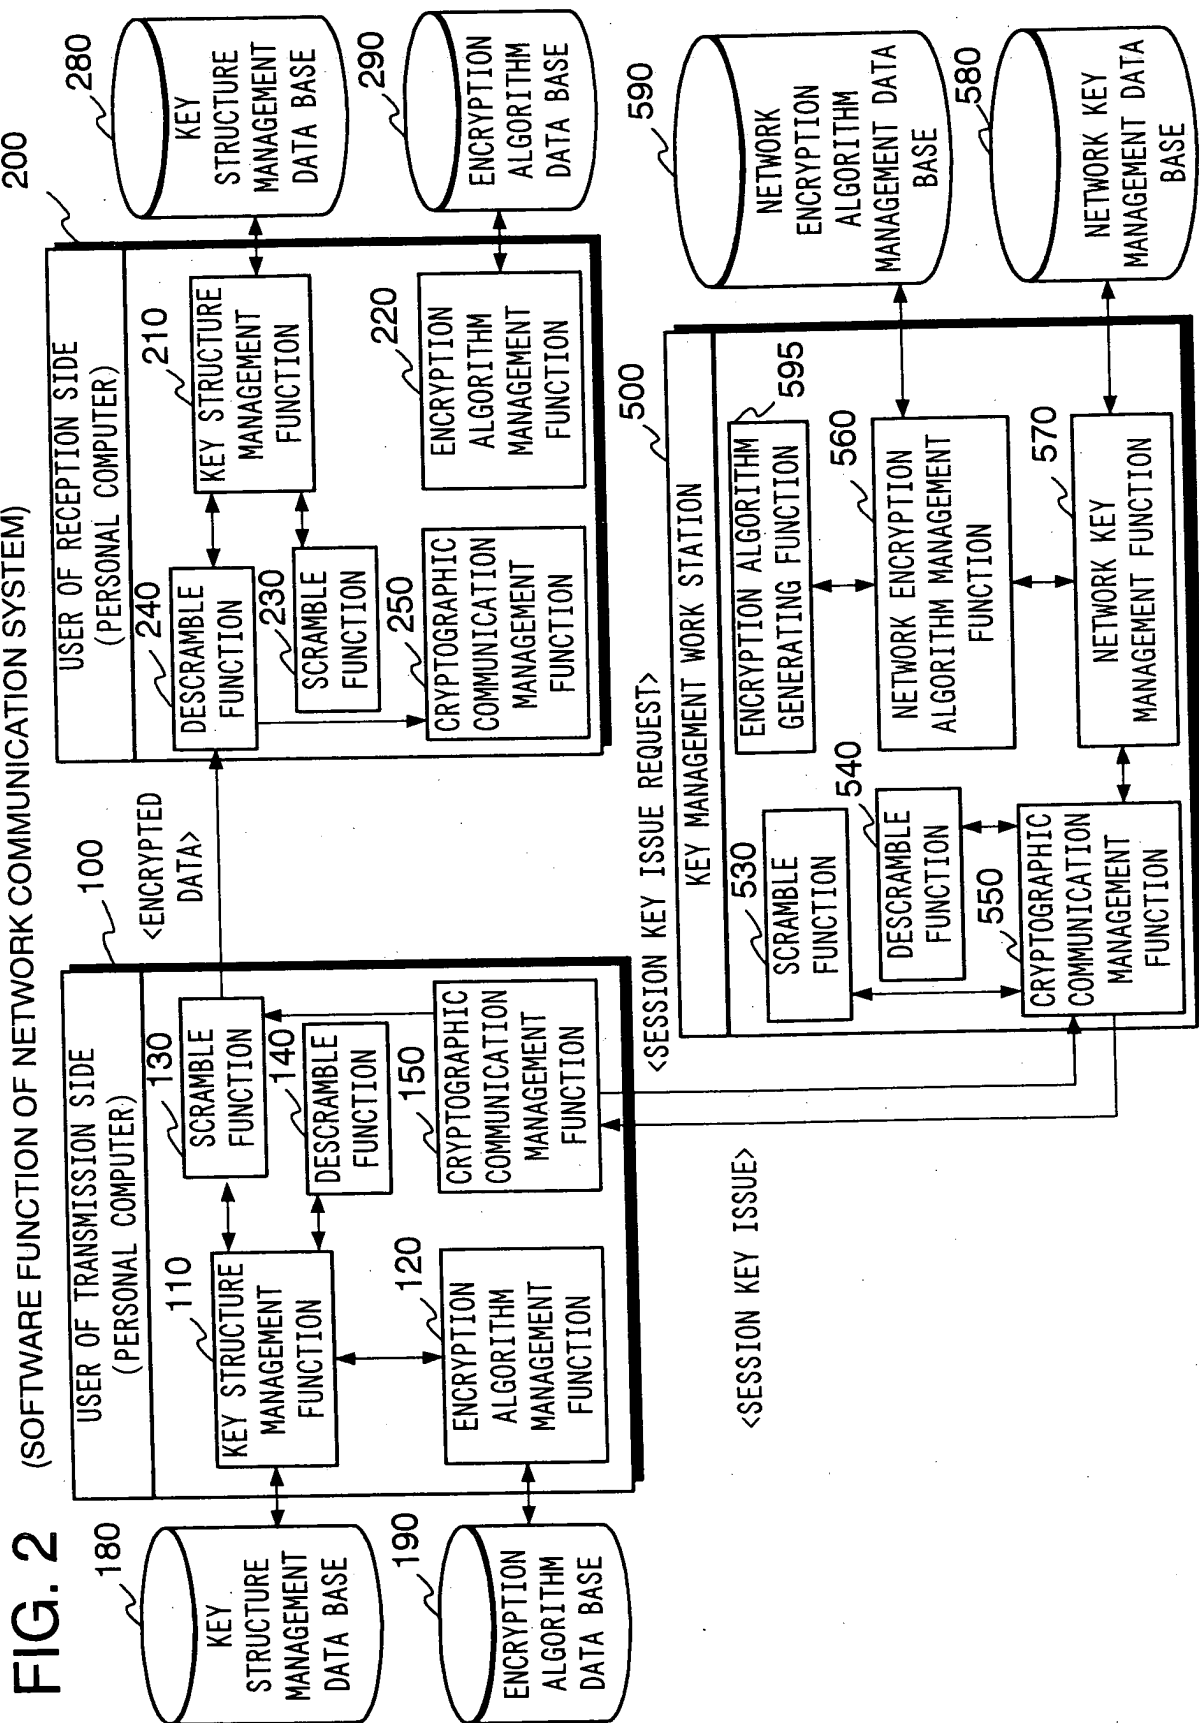 FIG. 2
(SOFTWARE FUNCTION OF NETWORK COMMUNICATION SYSTEM)
100
USER OF TRANSMISSION SIDE
(PERSONAL COMPUTER)
180
KEY
STRUCTURE
MANAGEMENT
DATA BASE
190
ENCRYPTION
ALGORITHM
DATA BASE
110
KEY STRUCTURE
MANAGEMENT
FUNCTION
120
ENCRYPTION
ALGORITHM
MANAGEMENT
FUNCTION
130
SCRAMBLE
FUNCTION
140
DESCRAMBLE
FUNCTION
150
CRYPTOGRAPHIC
COMMUNICATION
MANAGEMENT
FUNCTION
<ENCRYPTED
DATA>
200
USER OF RECEPTION SIDE
(PERSONAL COMPUTER)
240
DESCRAMBLE
FUNCTION
230
SCRAMBLE
FUNCTION
250
CRYPTOGRAPHIC
COMMUNICATION
MANAGEMENT
FUNCTION
210
KEY STRUCTURE
MANAGEMENT
FUNCTION
220
ENCRYPTION
ALGORITHM
MANAGEMENT
FUNCTION
280
KEY
STRUCTURE
MANAGEMENT
DATA BASE
290
ENCRYPTION
ALGORITHM
DATA BASE
<SESSION KEY ISSUE REQUEST>
<SESSION KEY ISSUE>
500
KEY MANAGEMENT WORK STATION
530
SCRAMBLE
FUNCTION
540
DESCRAMBLE
FUNCTION
550
CRYPTOGRAPHIC
COMMUNICATION
MANAGEMENT
FUNCTION
595
ENCRYPTION ALGORITHM
GENERATING FUNCTION
560
NETWORK ENCRYPTION
ALGORITHM MANAGEMENT
FUNCTION
570
NETWORK KEY
MANAGEMENT FUNCTION
590
NETWORK
ENCRYPTION
ALGORITHM
MANAGEMENT DATA
BASE
580
NETWORK KEY
MANAGEMENT DATA
BASE